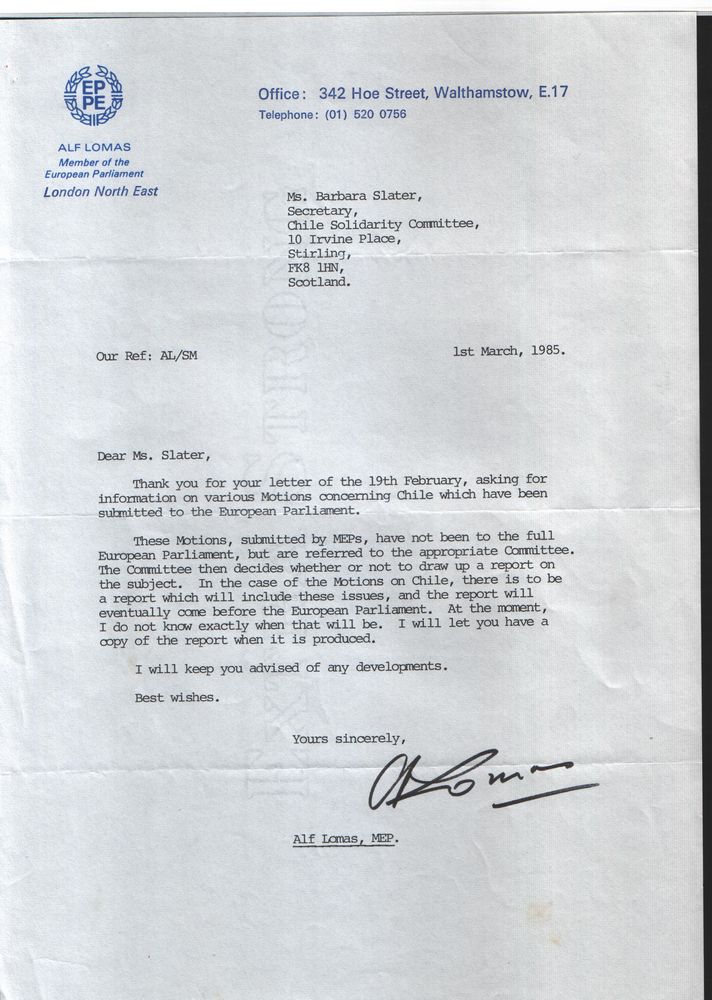 EP
PE
ALF LOMAS
Member of the
European Parliament
London North East
Office: 342 Hoe Street, Walthamstow, E.17
Telephone: (01) 520 0756
Ms. Barbara Slater,
Secretary,
Chile Solidarity Committee,
10 Irvine Place,
Stirling,
FK8 1HN,
Scotland.
Our Ref: AL/SM
1st March, 1985.
Dear Ms. Slater,
Thank you for your letter of the 19th February, asking for
information on various Motions concerning Chile which have been
submitted to the European Parliament.
These Motions, submitted by MEPs, have not been to the full
European Parliament, but are referred to the appropriate Committee.
The Committee then decides whether or not to draw up a report on
the subject. In the case of the Motions on Chile, there is to be
a report which will include these issues, and the report will
eventually come before the European Parliament. At the moment,
I do not know exactly when that will be. I will let you have a
copy of the report when it is produced.
I will keep you advised of any developments.
Best wishes.
Yours sincerely,
A Lomas
Alf Lomas, MEP.